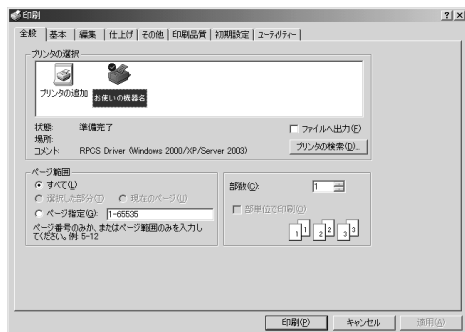 印刷
全般 基本 編集 仕上げ その他 印刷品質 初期設定 ユーティリティー
プリンタの選択
プリンタの追加 お使いの機器名
状態: 準備完了
場所:
コメント: RPCS Driver (Windows 2000/XP/Server 2003)
ファイルへ出力(F)
プリンタの検索(D)...
ページ範囲
すべて(L)
選択した部分(T) 現在のページ(U)
ページ指定(G): 1-65535
ページ番号のみか、またはページ範囲のみを入力し
てください。例 5-12
部数(C): 1
部単位で印刷(O)
1 1 2 2 3 3
印刷(P) キャンセル 適用(A)